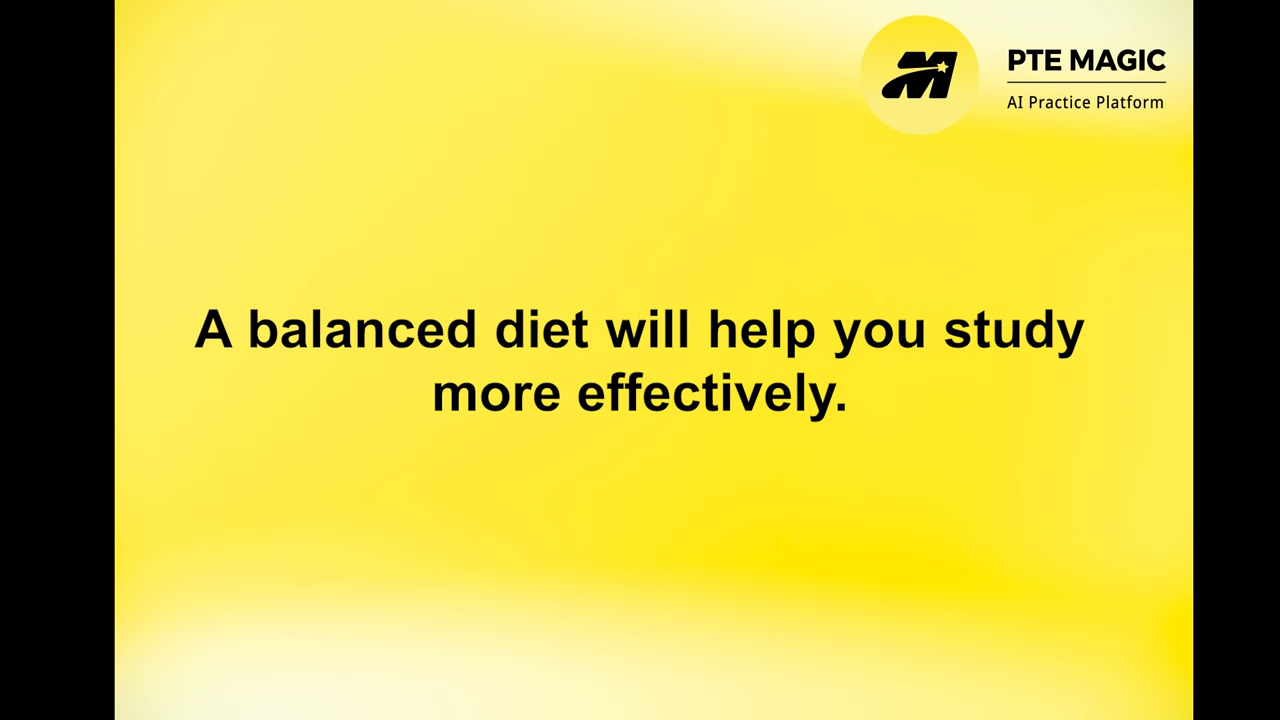 PTE MAGIC
AI Practice Platform
A balanced diet will help you study
more effectively.